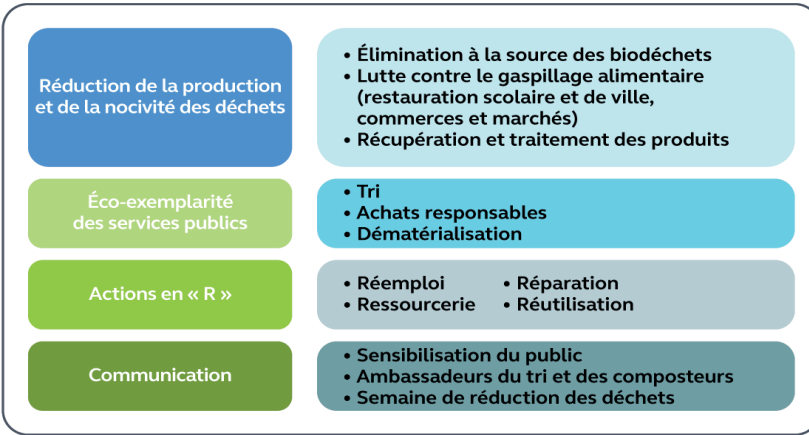 Réduction de la production
et de la nocivité des déchets
• Élimination à la source des biodéchets
• Lutte contre le gaspillage alimentaire
(restauration scolaire et de ville,
commerces et marchés)
• Récupération et traitement des produits
Éco-exemplarité
des services publics
• Tri
• Achats responsables
• Dématérialisation
Actions en « R »
• Réemploi • Réparation
• Ressourcerie • Réutilisation
Communication
• Sensibilisation du public
• Ambassadeurs du tri et des composteurs
• Semaine de réduction des déchets